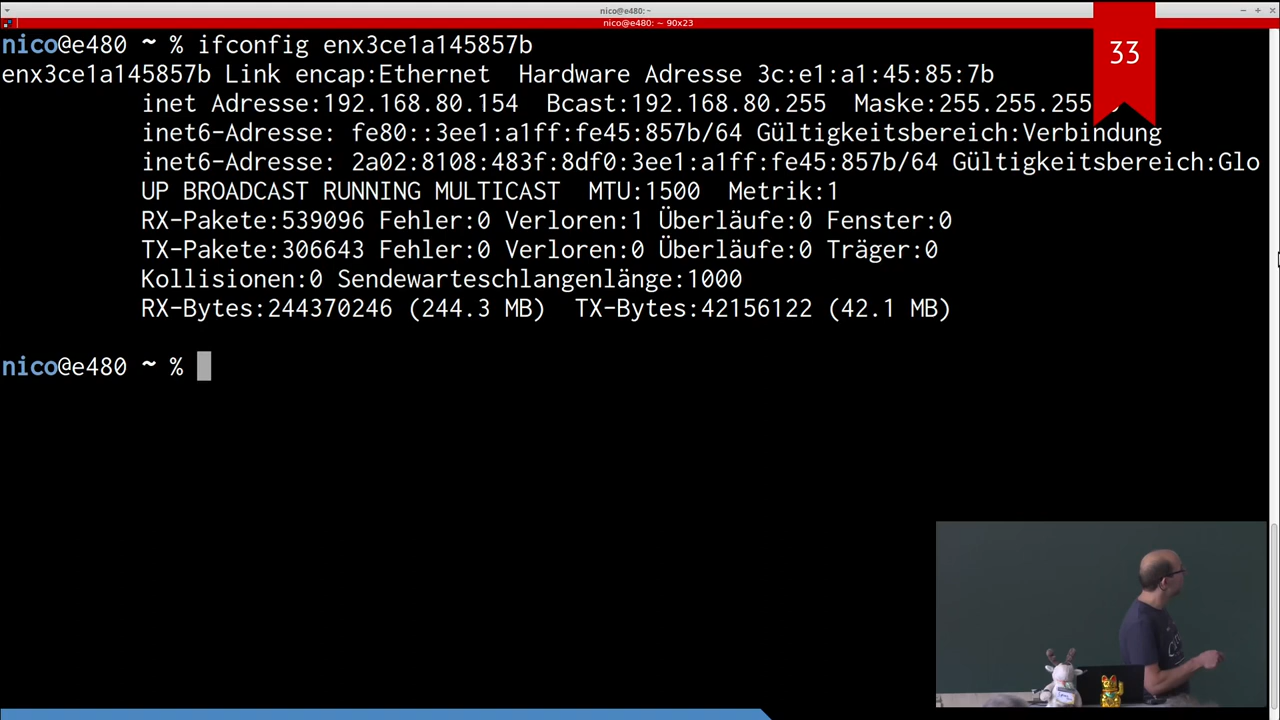 nico@e480: ~
nico@e480: ~ 90x23
33
nico@e480 ~ % ifconfig enx3ce1a145857b
enx3ce1a145857b Link encap:Ethernet  Hardware Adresse 3c:e1:a1:45:85:7b
inet Adresse:192.168.80.154  Bcast:192.168.80.255  Maske:255.255.255.
inet6-Adresse: fe80::3ee1:a1ff:fe45:857b/64 Gültigkeitsbereich:Verbindung
inet6-Adresse: 2a02:8108:483f:8df0:3ee1:a1ff:fe45:857b/64 Gültigkeitsbereich:Glo
UP BROADCAST RUNNING MULTICAST  MTU:1500  Metrik:1
RX-Pakete:539096 Fehler:0 Verloren:1 Überläufe:0 Fenster:0
TX-Pakete:306643 Fehler:0 Verloren:0 Überläufe:0 Träger:0
Kollisionen:0 Sendewarteschlangenlänge:1000
RX-Bytes:244370246 (244.3 MB)  TX-Bytes:42156122 (42.1 MB)
nico@e480 ~ %